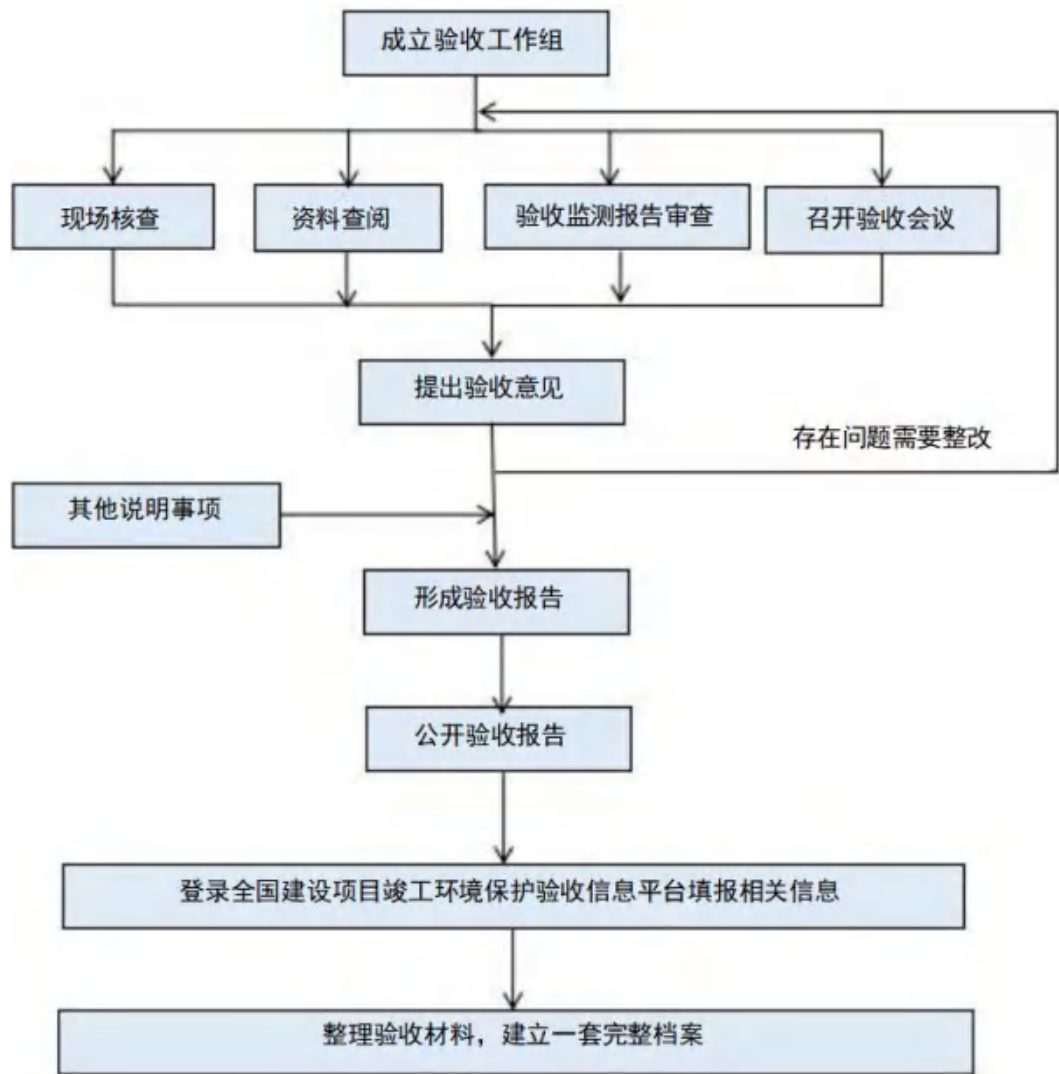 成立验收工作组
现场核查
资料查阅
验收监测报告审查
召开验收会议
提出验收意见
存在问题需要整改
其他说明事项
形成验收报告
公开验收报告
登录全国建设项目竣工环境保护验收信息平台填报相关信息
整理验收材料，建立一套完整档案